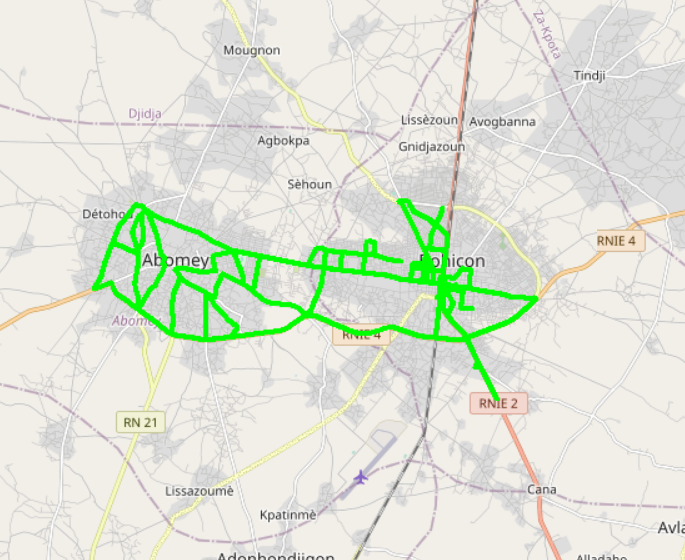 Za-Kpota
Mougnon
Tindji
Djidja
Lissèzoun
Avogbanna
Agbokpa
Gnidjazoun
Sèhoun
Détohou
RNIE 4
Abomey
Bohicon
Abomey
RNIE 4
RNIE 2
RN 21
Lissazoumè
Cana
Kpatinmè
Adonhondjigon